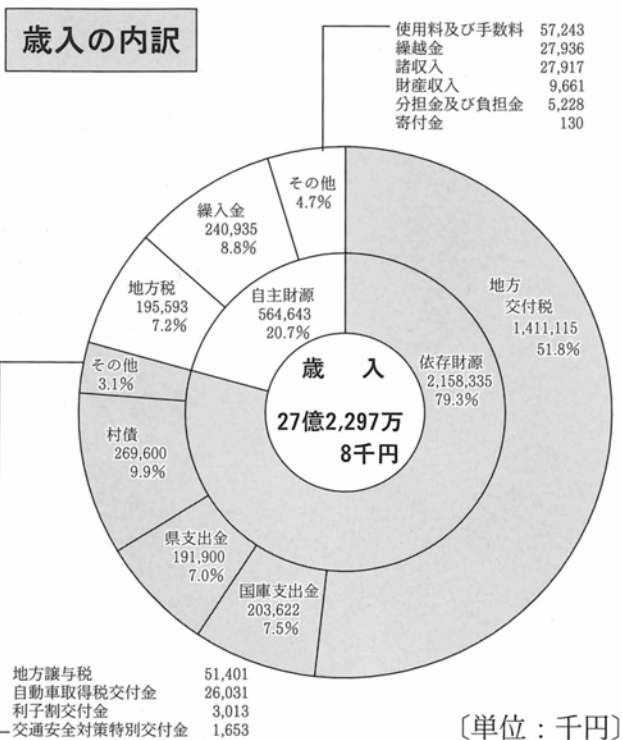 歳入の内訳
使用料及び手数料 57,243
繰越金 27,936
諸収入 27,917
財産収入 9,661
分担金及び負担金 5,228
寄付金 130
その他
4.7%
繰入金
240,935
8.8%
地方税
195,593
7.2%
自主財源
564,643
20.7%
地方
交付税
1,411,115
51.8%
依存財源
2,158,335
79.3%
歳 入
27億2,297万
8千円
その他
3.1%
村債
269,600
9.9%
県支出金
191,900
7.0%
国庫支出金
203,622
7.5%
地方譲与税 51,401
自動車取得税交付金 26,031
利子割交付金 3,013
交通安全対策特別交付金 1,653
〔単位：千円〕